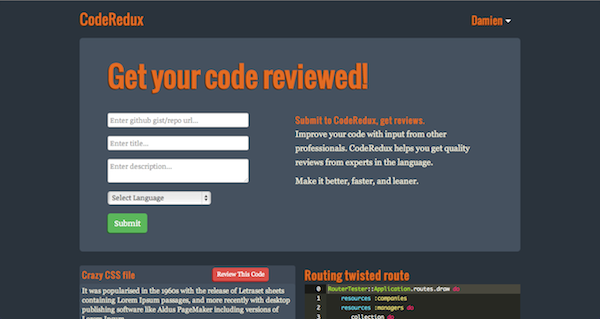 CodeRedux
Damien
Get your code reviewed!
Enter github gist/repo url...
Enter title...
Enter description...
Select Language
Submit
Submit to CodeRedux, get reviews.
Improve your code with input from other
professionals. CodeRedux helps you get quality
reviews from experts in the language.
Make it better, faster, and leaner.
Crazy CSS file
Review This Code
It was popularised in the 1960s with the release of Letraset sheets
containing Lorem Ipsum passages, and more recently with desktop
publishing software like Aldus PageMaker including versions of
Lorem Ipsum
Routing twisted route
0 RouterTester::Application.routes.draw do
1 resources :companies
2 resources :managers do
3 collection do